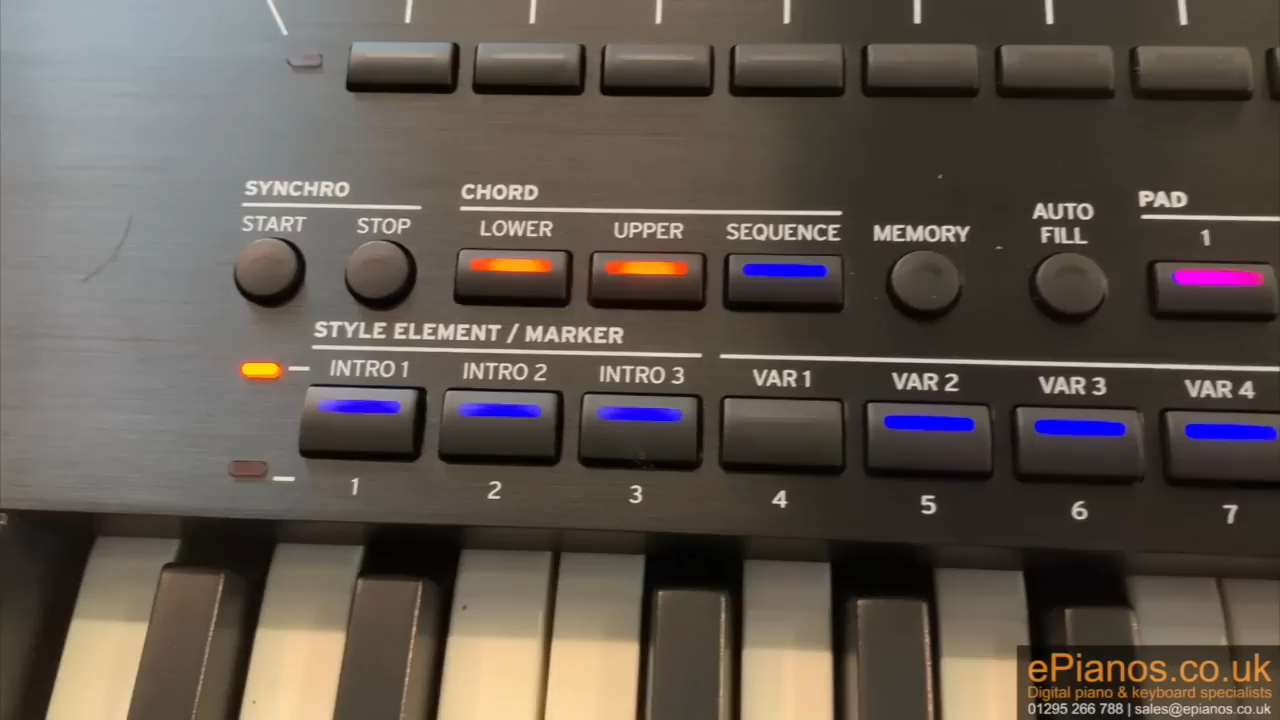 SYNCHRO
CHORD
PAD
START
STOP
LOWER
UPPER
SEQUENCE
MEMORY
AUTO
FILL
1
STYLE ELEMENT / MARKER
INTRO 1
INTRO 2
INTRO 3
VAR 1
VAR 2
VAR 3
VAR 4
1
2
3
4
5
6
7
ePianos.co.uk
Digital piano & keyboard specialists
01295 266 788 | sales@epianos.co.uk